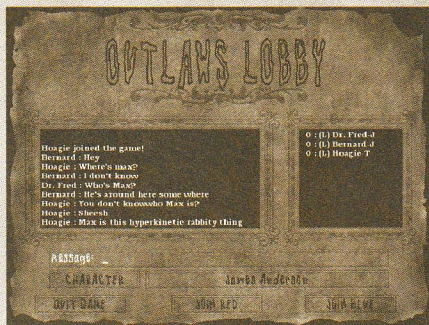 OUTLAWS LOBBY
Hoagie joined the game!
Bernard : Hey
Hoagie : Where's max?
Bernard : I don't know
Dr. Fred : Who's Max?
Bernard : He's around here some where
Hoagie : You don't knowwho Max is?
Hoagie : Sheesh
Hoagie : Max is this hyperkinetic rabbity thing
0 : (L) Dr. Fred-J
0 : (L) Bernard-J
0 : (L) Hoagie-T
MESSAGE: _
CHARACTER
James Anderson
QUIT GAME
JOIN RED
JOIN BLUE